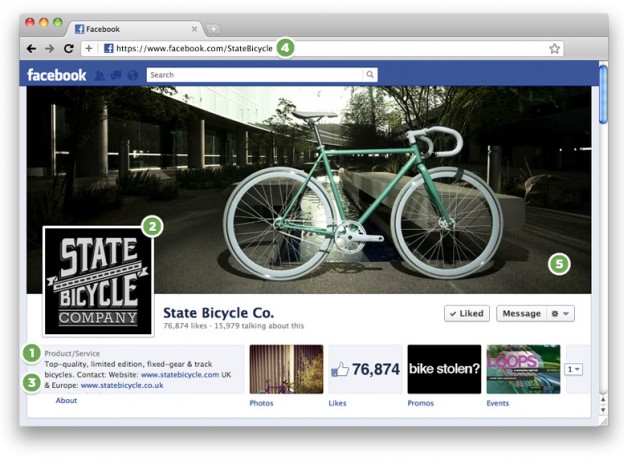 Facebook
https://www.facebook.com/StateBicycle
4
facebook
Search
2
5
STATE
BICYCLE
COMPANY
State Bicycle Co.
76,874 likes · 15,979 talking about this
Liked
Message
1
Product/Service
Top-quality, limited edition, fixed-gear & track
bicycles. Contact: Website: www.statebicycle.com UK
3
& Europe: www.statebicycle.co.uk
About
76,874
bike stolen?
LOOPS
1
Photos
Likes
Promos
Events